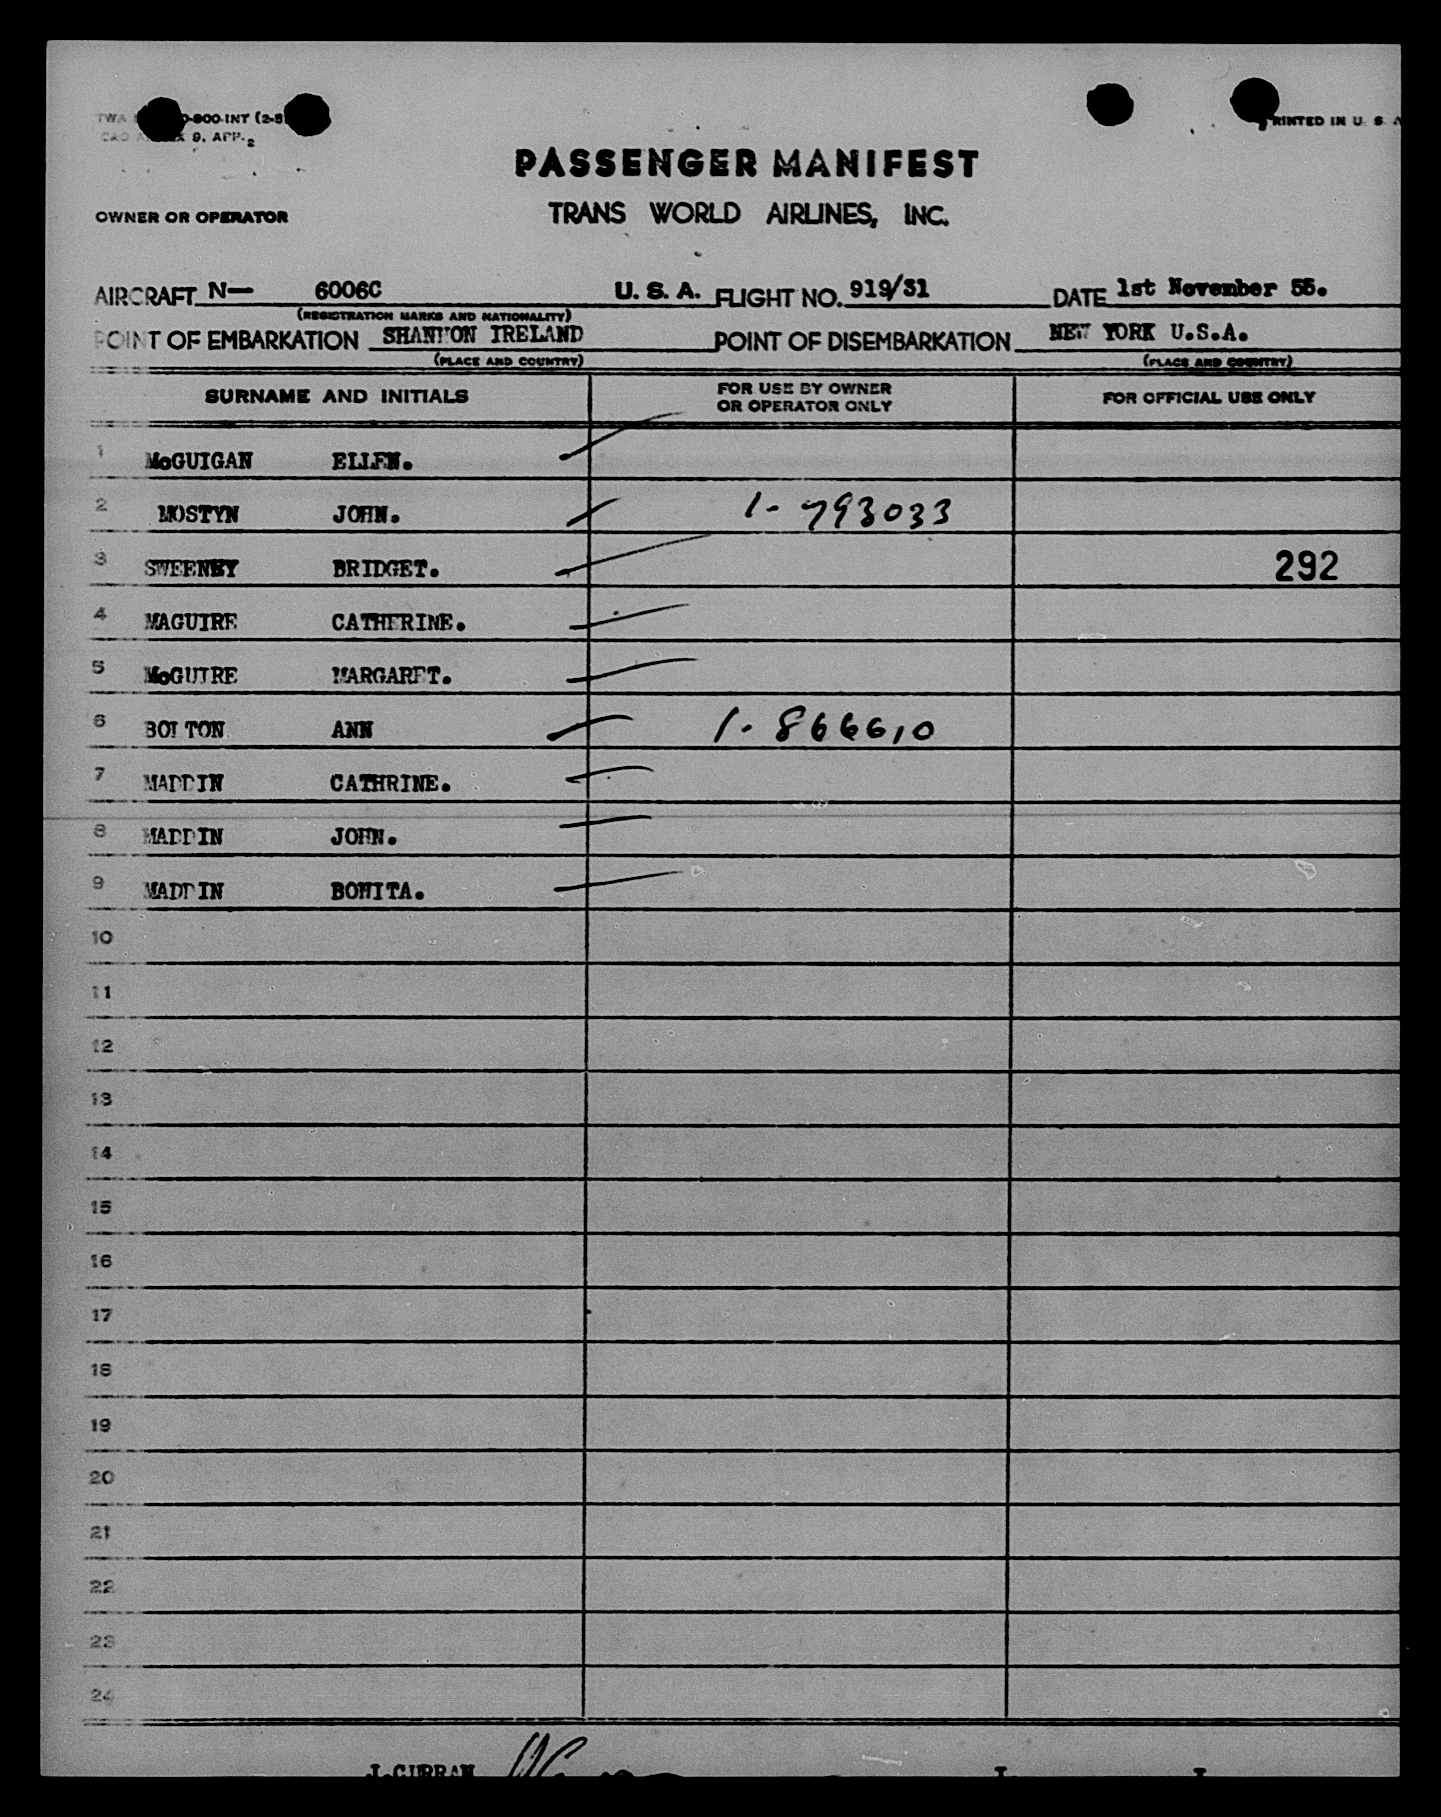 PRINTED IN U. S. A
PASSENGER MANIFEST
OWNER OR OPERATOR TRANS WORLD AIRLINES, INC.
AIRCRAFT N— 6006C U. S. A. FLIGHT NO. 919/31 DATE 1st November 55.
(REGISTRATION MARKS AND NATIONALITY)
POINT OF EMBARKATION SHANNON IRELAND POINT OF DISEMBARKATION NEW YORK U.S.A.
(PLACE AND COUNTRY) (PLACE AND COUNTRY)
SURNAME AND INITIALS FOR USE BY OWNER OR OPERATOR ONLY FOR OFFICIAL USE ONLY
1 McGUIGAN ELLEN.
2 MOSTYN JOHN. 1- 793033
3 SWEENEY BRIDGET. 292
4 MAGUIRE CATHERINE.
5 McGUIRE MARGARET.
6 BOLTON ANN 1- 866610
7 MADDIN CATHRINE.
8 MADDIN JOHN.
9 MADDIN BONITA.
10
11
12
13
14
15
16
17
18
19
20
21
22
23
24
J.CURRAN